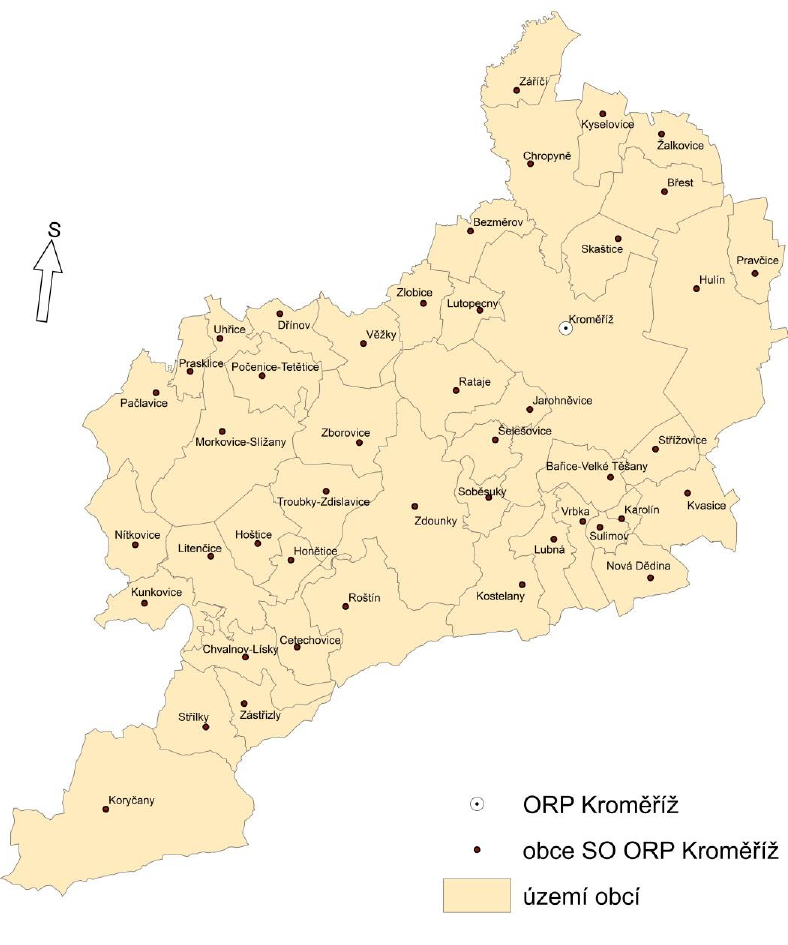 Záříčí
Kyselovice
Žalkovice
Chropyně
Břest
Bezměrov
S
Skaštice
Pravčice
Hulín
Zlobice
Lutopecny
Kroměříž
Uhřice
Dřínov
Věžky
Prasklice
Počenice-Tetětice
Rataje
Pačlavice
Jarohněvice
Šelešovice
Zborovice
Morkovice-Slížany
Střížovice
Bařice-Velké Těšany
Soběsuky
Troubky-Zdislavice
Kvasice
Vrbka
Karolín
Zdounky
Sulimov
Nítkovice
Hoštice
Litenčice
Honětice
Lubná
Nová Dědina
Kunkovice
Roštín
Kostelany
Cetechovice
Chvalnov-Lísky
Střílky
Zástřizly
Koryčany
ORP Kroměříž
obce SO ORP Kroměříž
území obcí